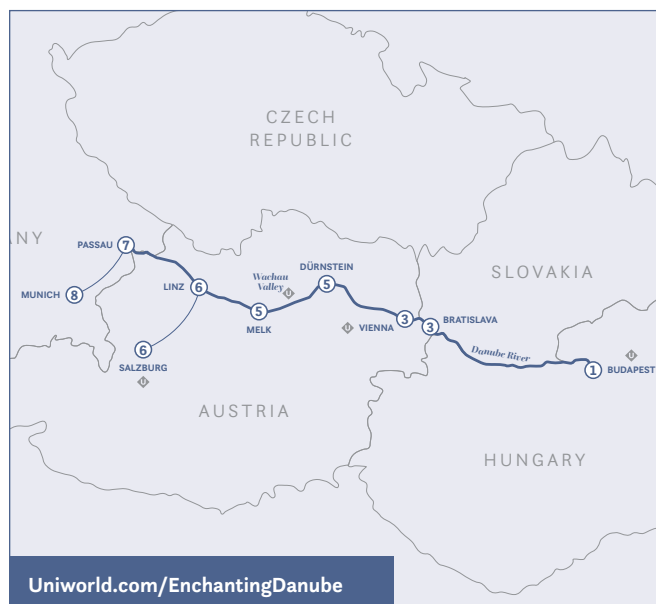 CZECH
REPUBLIC
ANY
PASSAU
7
MUNICH
8
LINZ
6
Wachau
Valley
U
DÜRNSTEIN
5
5
MELK
6
SALZBURG
U
U
VIENNA
3
3
BRATISLAVA
SLOVAKIA
Danube River
U
1
BUDAPEST
AUSTRIA
HUNGARY
Uniworld.com/EnchantingDanube